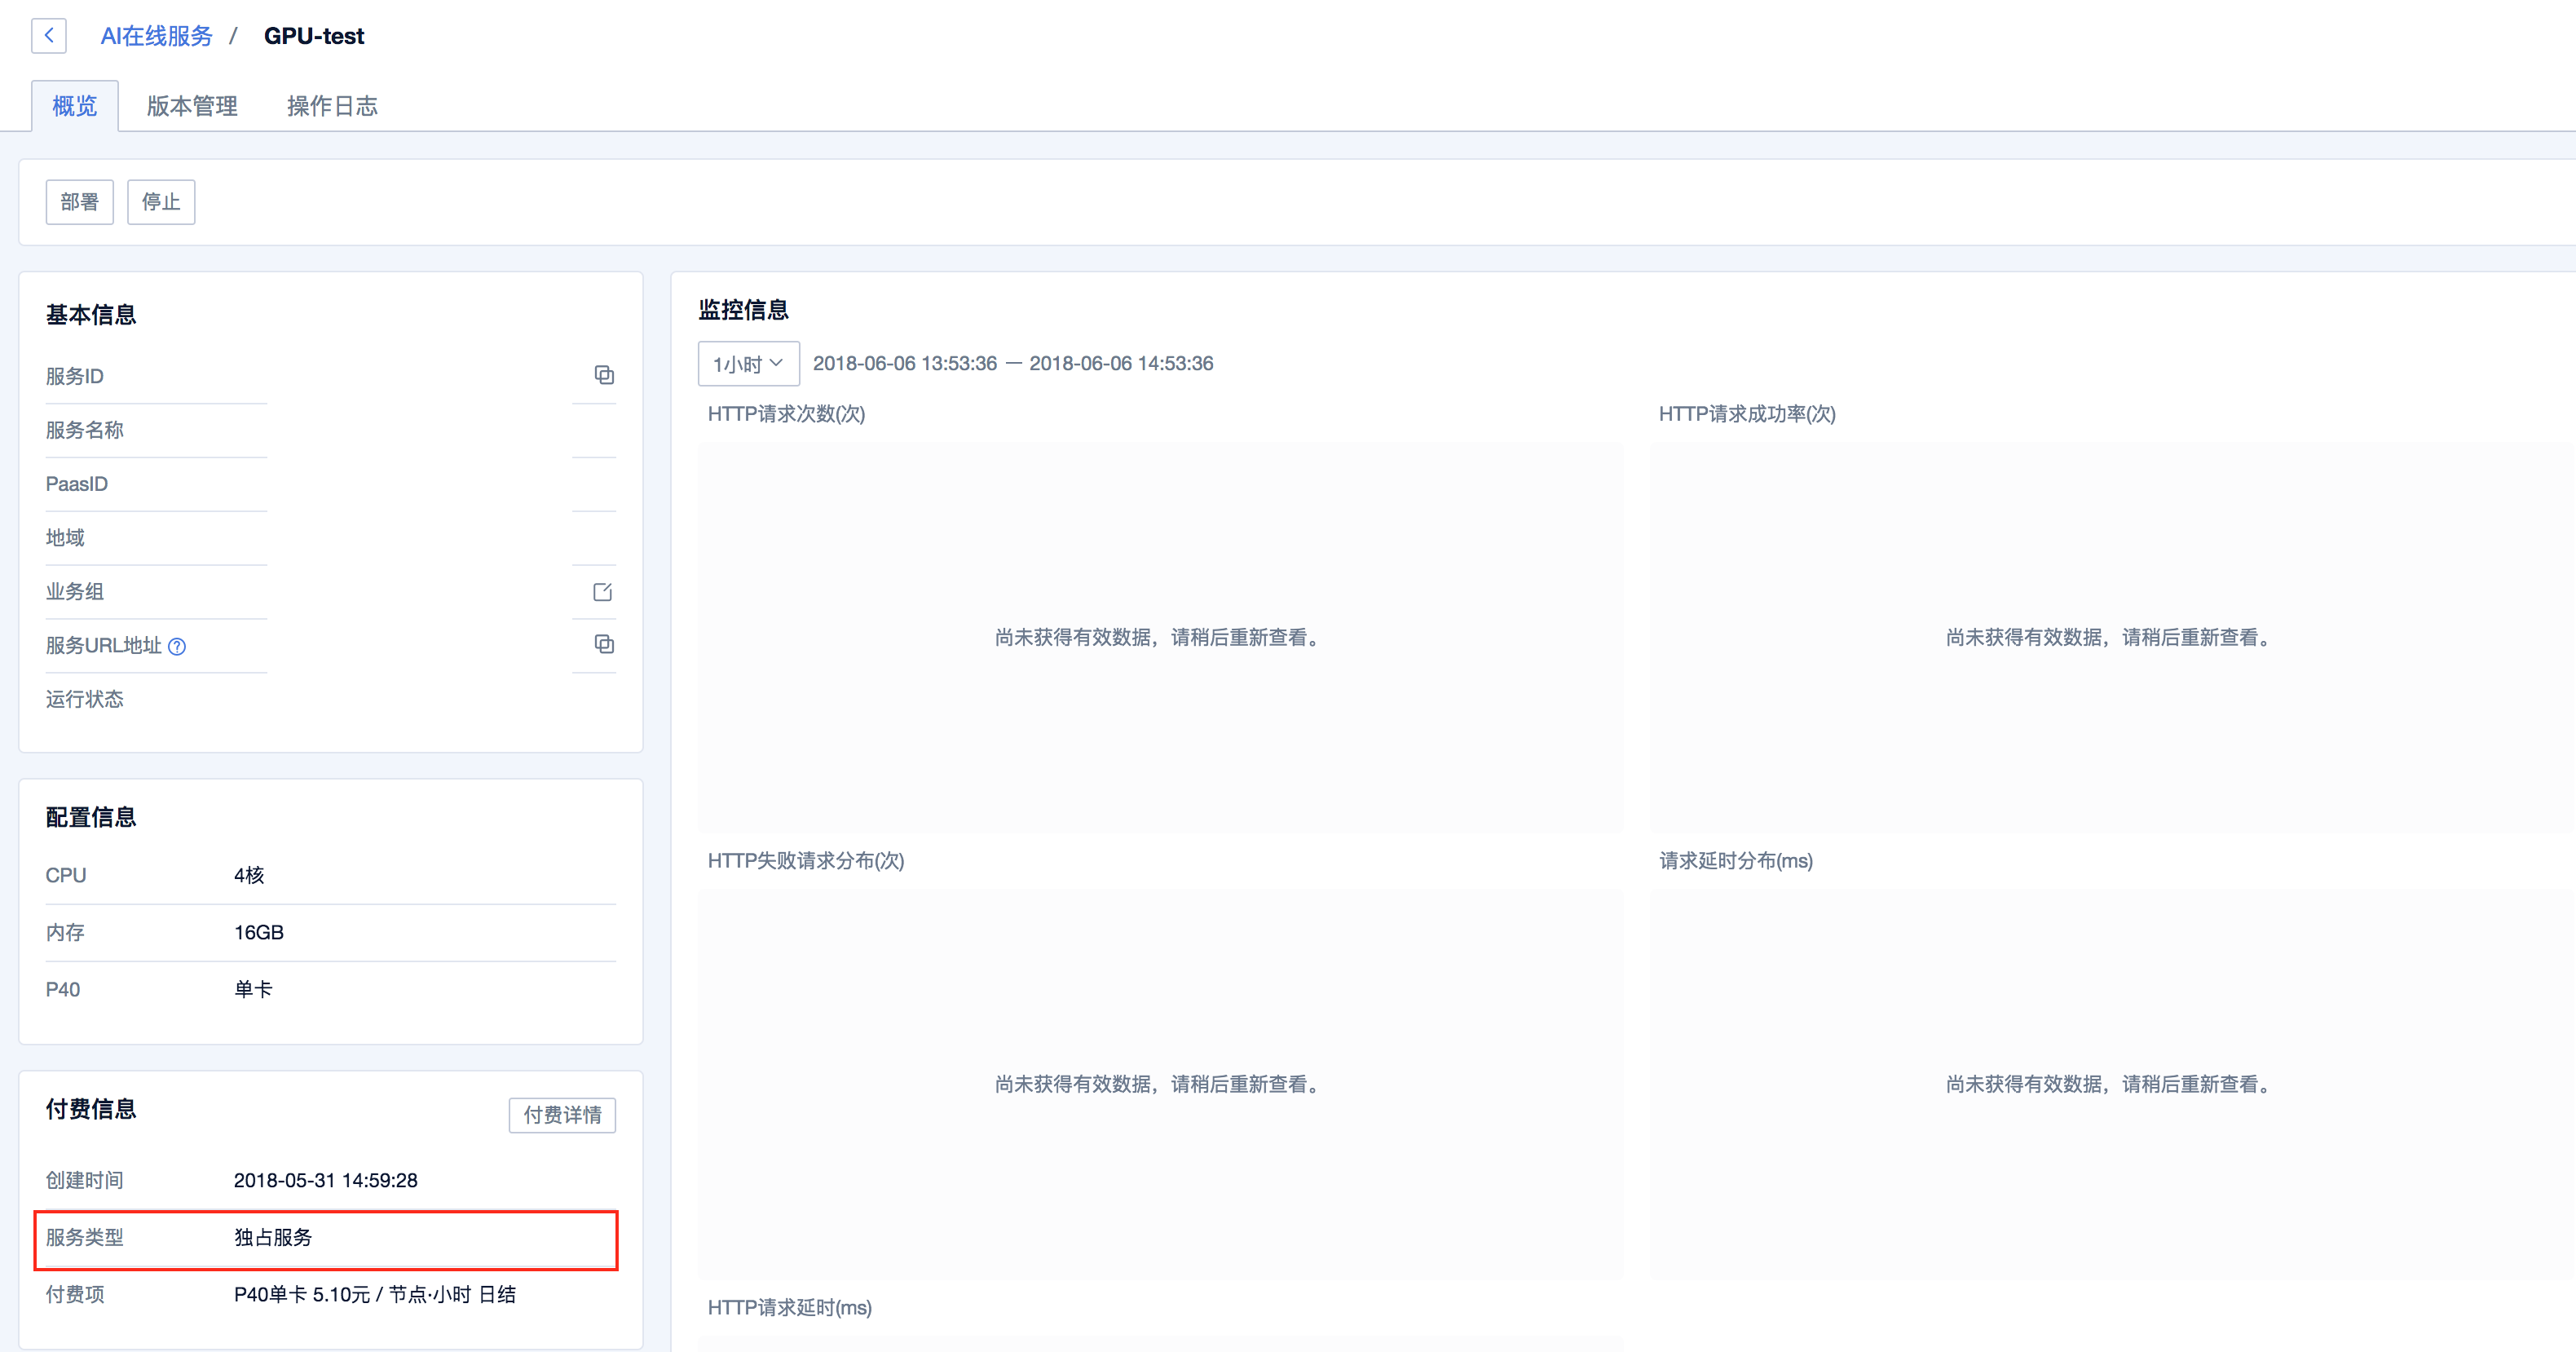 AI在线服务 / GPU-test
概览 版本管理 操作日志
部署 停止
基本信息
服务ID
服务名称
PaasID
地域
业务组
服务URL地址 ?
运行状态
配置信息
CPU 4核
内存 16GB
P40 单卡
付费信息 付费详情
创建时间 2018-05-31 14:59:28
服务类型 独占服务
付费项 P40单卡 5.10元 / 节点·小时 日结
监控信息
1小时 2018-06-06 13:53:36 — 2018-06-06 14:53:36
HTTP请求次数(次) HTTP请求成功率(次)
尚未获得有效数据，请稍后重新查看。 尚未获得有效数据，请稍后重新查看。
HTTP失败请求分布(次) 请求延时分布(ms)
尚未获得有效数据，请稍后重新查看。 尚未获得有效数据，请稍后重新查看。
HTTP请求延时(ms)